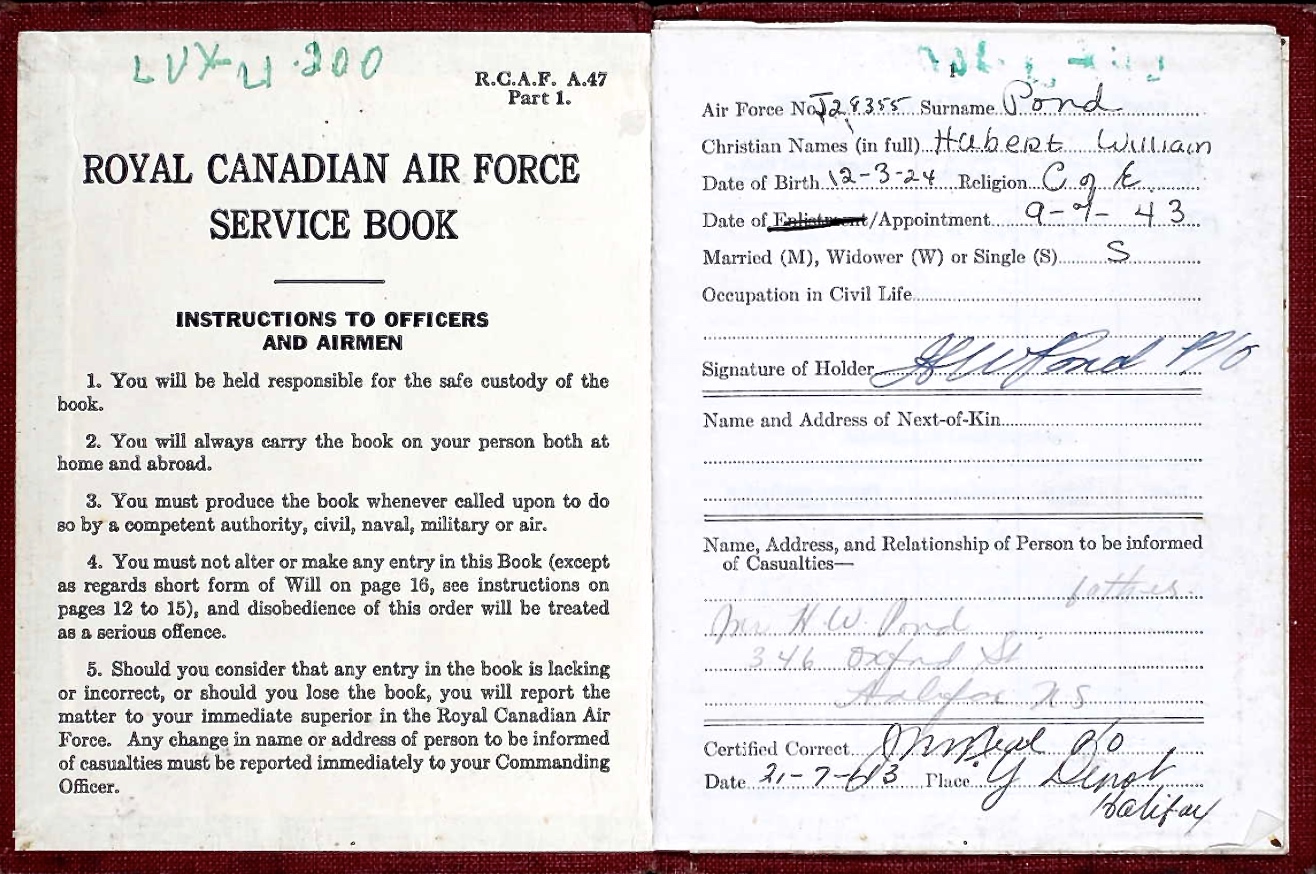 LVX-4.200
R.C.A.F. A.47
Part 1.
ROYAL CANADIAN AIR FORCE
SERVICE BOOK
INSTRUCTIONS TO OFFICERS
AND AIRMEN
1. You will be held responsible for the safe custody of the
book.
2. You will always carry the book on your person both at
home and abroad.
3. You must produce the book whenever called upon to do
so by a competent authority, civil, naval, military or air.
4. You must not alter or make any entry in this Book (except
as regards short form of Will on page 16, see instructions on
pages 12 to 15), and disobedience of this order will be treated
as a serious offence.
5. Should you consider that any entry in the book is lacking
or incorrect, or should you lose the book, you will report the
matter to your immediate superior in the Royal Canadian Air
Force. Any change in name or address of person to be informed
of casualties must be reported immediately to your Commanding
Officer.
1
Air Force No. J28355 Surname Pond
Christian Names (in full) Hubert William
Date of Birth 12-3-24 Religion C of E
Date of Enlistment/Appointment 9-7-43
Married (M), Widower (W) or Single (S) S
Occupation in Civil Life
Signature of Holder HW Pond P/O
Name and Address of Next-of-Kin
Name, Address, and Relationship of Person to be informed
of Casualties—
father
Mr H.W. Pond
346 Oxford St
Halifax N.S
Certified Correct
Date 21-7-43 Place Y Depot
Halifax